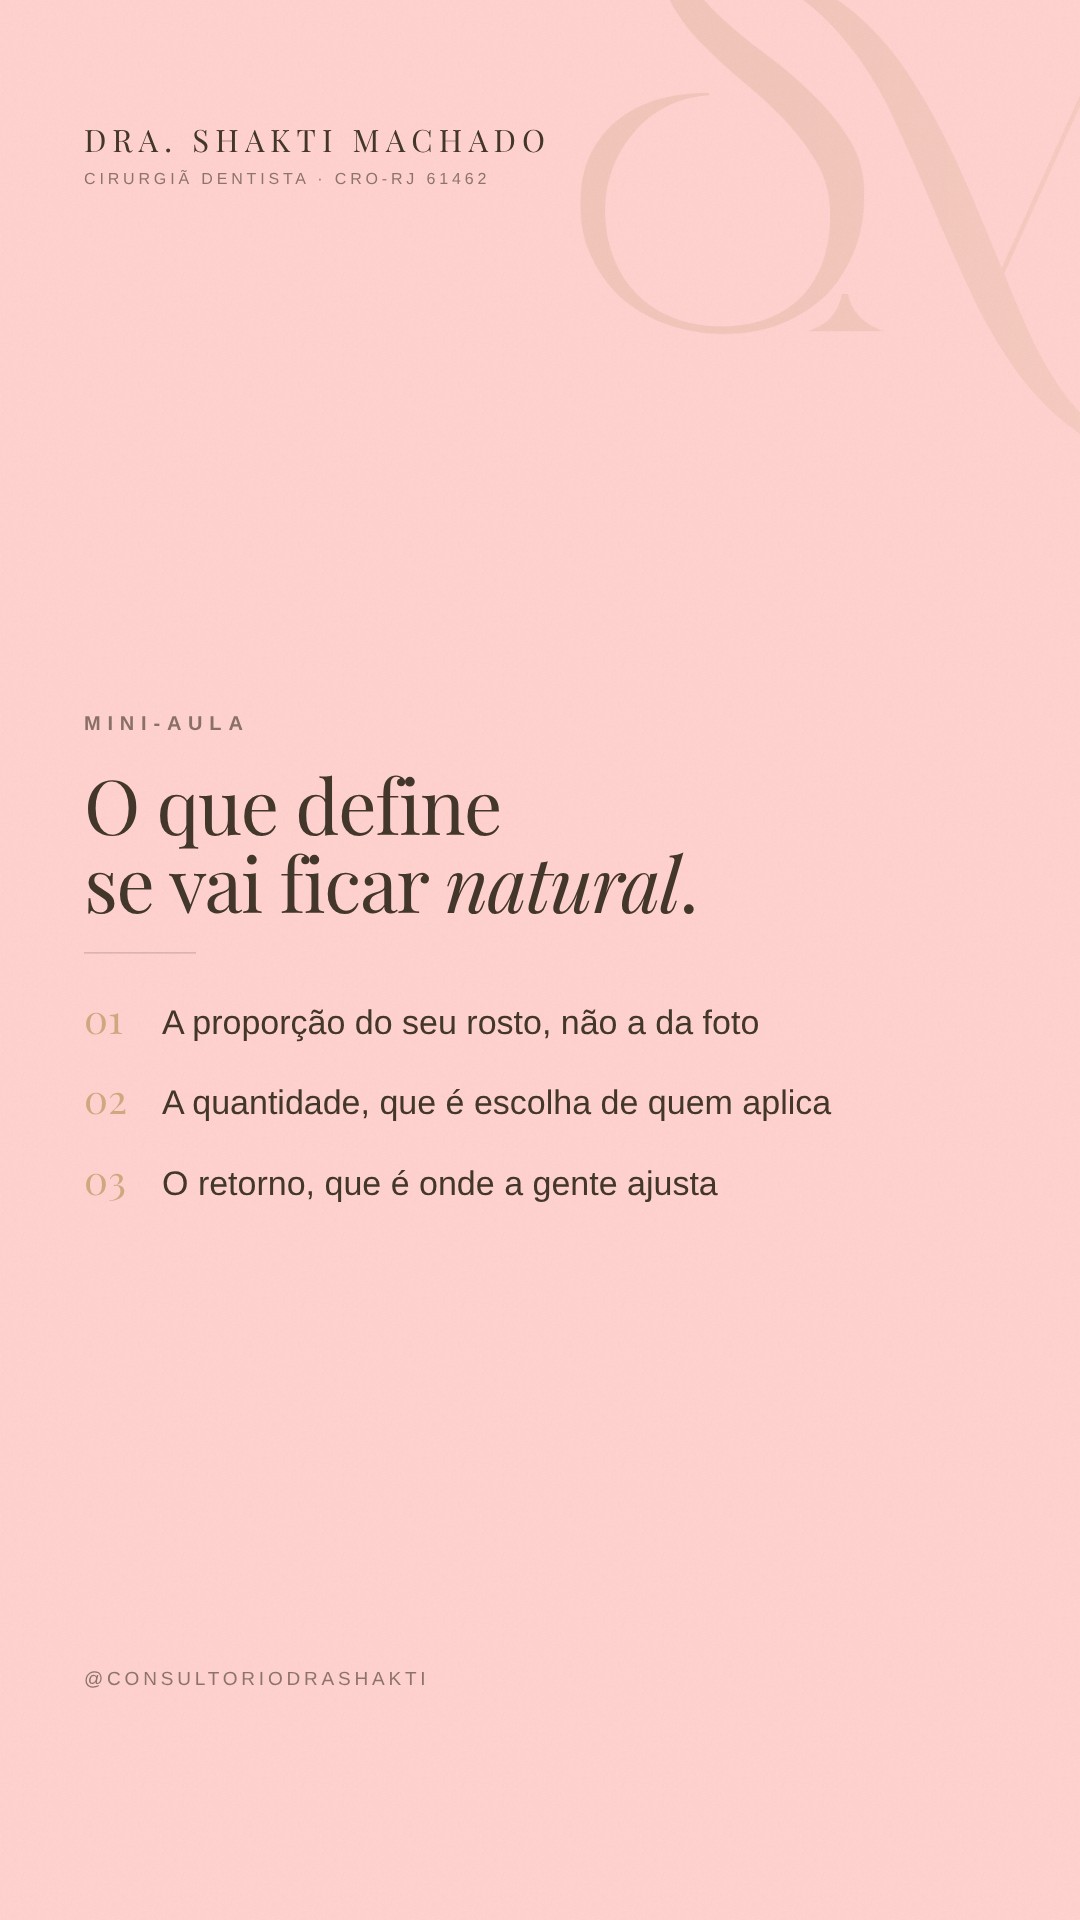 DRA. SHAKTI MACHADO
CIRURGIÃ DENTISTA · CRO-RJ 61462
MINI-AULA
O que define
se vai ficar natural.
01 A proporção do seu rosto, não a da foto
02 A quantidade, que é escolha de quem aplica
03 O retorno, que é onde a gente ajusta
@CONSULTORIODRASHAKTI